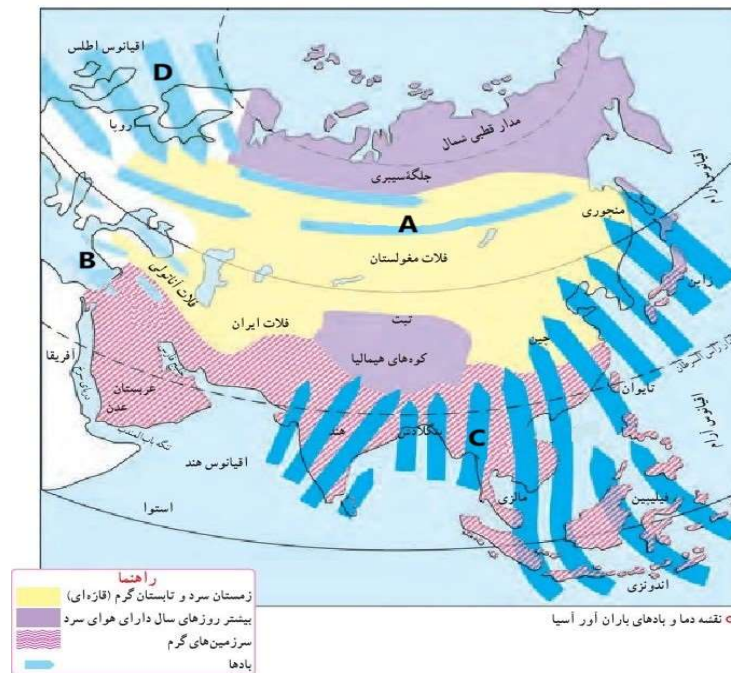 اقیانوس اطلس
D
روپا
مدار قطبی شمال
جلگهٔ سیبری
اقیانوس آرام
منچوری
A
B
فلات مغولستان
ژاپن
فلات آناتولی
فلات ایران
تبت
چین
کوه‌های هیمالیا
آفریقا
تایوان
عربستان
عدن
هند
بنگلادش
C
اقیانوس آرام
اقیانوس هند
استوا
مالزی
فیلیپین
اندونزی
راهنما
زمستان سرد و تابستان گرم (قاره‌ای)
بیشتر روزهای سال دارای هوای سرد
سرزمین‌های گرم
بادها
نقشه دما و بادهای باران آور آسیا